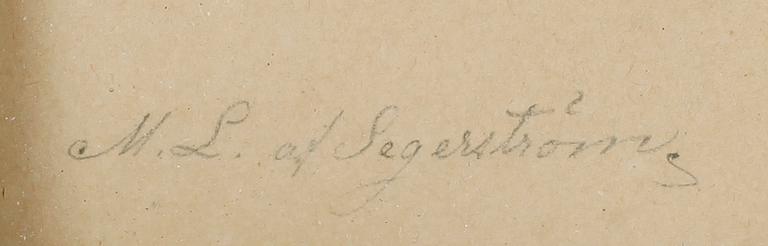 M. L. af Segerström.